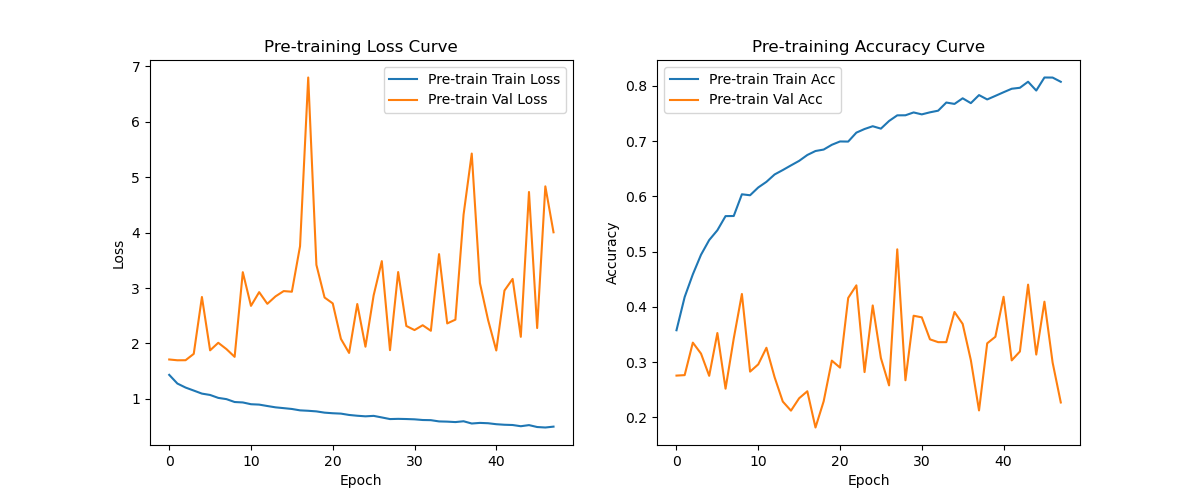 Pre-training Loss Curve
7
6
5
4
3
2
1
Loss
0
10
20
30
40
Epoch
Pre-train Train Loss
Pre-train Val Loss
Pre-training Accuracy Curve
0.8
0.7
0.6
0.5
0.4
0.3
0.2
Accuracy
0
10
20
30
40
Epoch
Pre-train Train Acc
Pre-train Val Acc